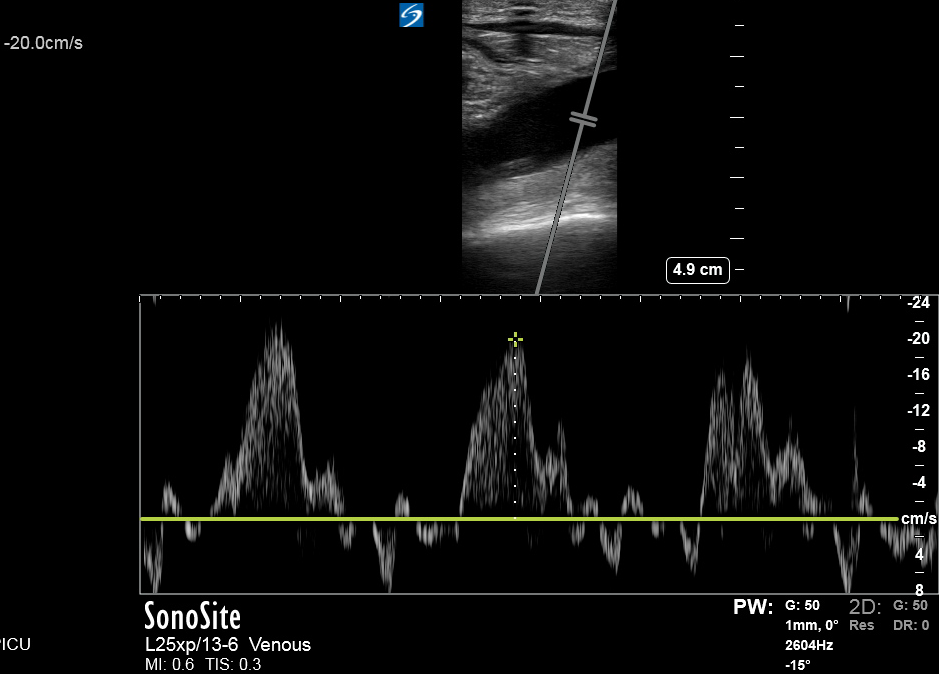 -20.0cm/s
4.9 cm
-24
-20
-16
-12
-8
-4
cm/s
4
8
SonoSite
PW: G: 50 2D: G: 50
1mm, 0° Res DR: 0
L25xp/13-6 Venous
2604Hz
MI: 0.6 TIS: 0.3
-15°
ICU